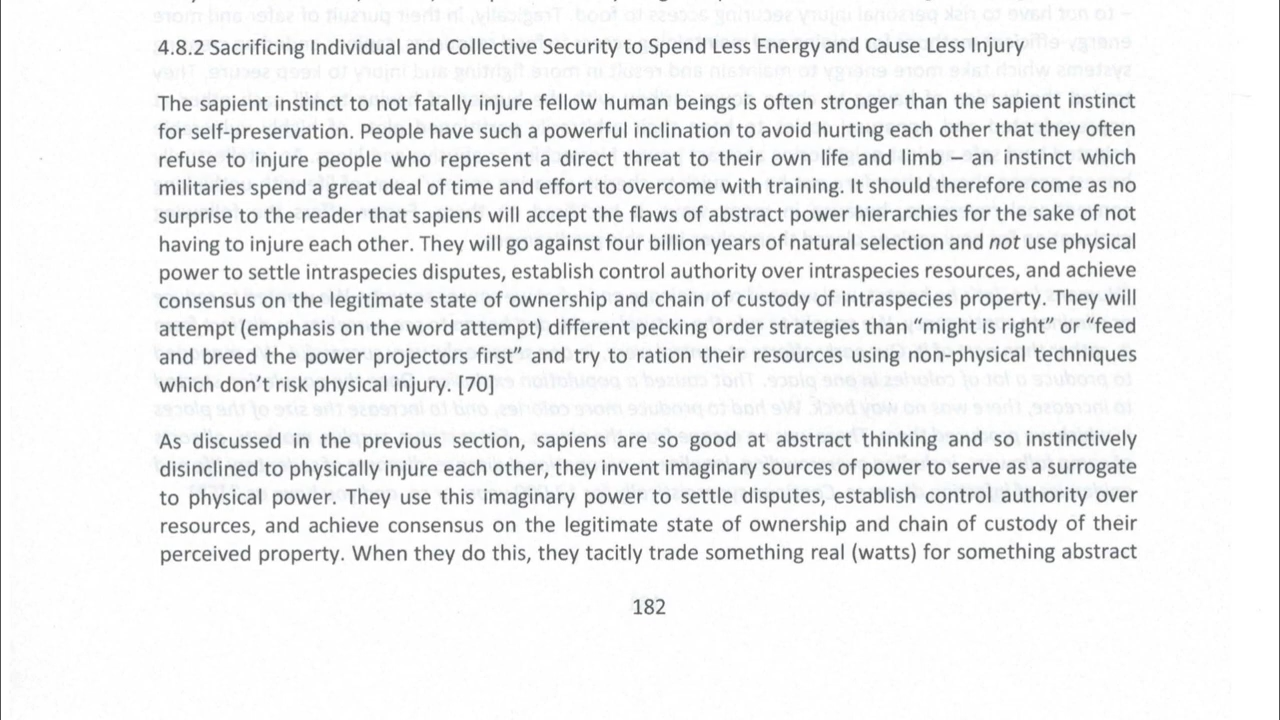 4.8.2 Sacrificing Individual and Collective Security to Spend Less Energy and Cause Less Injury
The sapient instinct to not fatally injure fellow human beings is often stronger than the sapient instinct
for self-preservation. People have such a powerful inclination to avoid hurting each other that they often
refuse to injure people who represent a direct threat to their own life and limb – an instinct which
militaries spend a great deal of time and effort to overcome with training. It should therefore come as no
surprise to the reader that sapiens will accept the flaws of abstract power hierarchies for the sake of not
having to injure each other. They will go against four billion years of natural selection and not use physical
power to settle intraspecies disputes, establish control authority over intraspecies resources, and achieve
consensus on the legitimate state of ownership and chain of custody of intraspecies property. They will
attempt (emphasis on the word attempt) different pecking order strategies than “might is right” or “feed
and breed the power projectors first” and try to ration their resources using non-physical techniques
which don’t risk physical injury. [70]
As discussed in the previous section, sapiens are so good at abstract thinking and so instinctively
disinclined to physically injure each other, they invent imaginary sources of power to serve as a surrogate
to physical power. They use this imaginary power to settle disputes, establish control authority over
resources, and achieve consensus on the legitimate state of ownership and chain of custody of their
perceived property. When they do this, they tacitly trade something real (watts) for something abstract
182